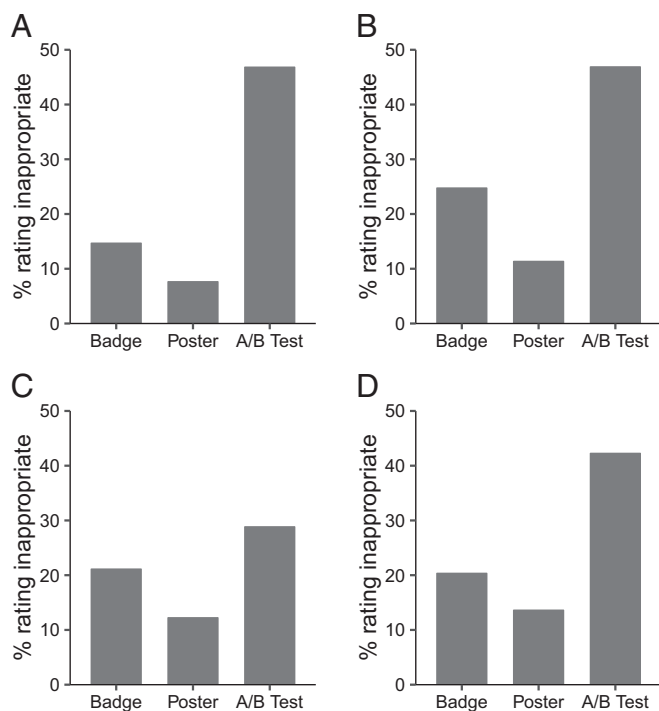 A
% rating inappropriate
50
40
30
20
10
0
Badge Poster A/B Test
B
% rating inappropriate
50
40
30
20
10
0
Badge Poster A/B Test
C
% rating inappropriate
50
40
30
20
10
0
Badge Poster A/B Test
D
% rating inappropriate
50
40
30
20
10
0
Badge Poster A/B Test